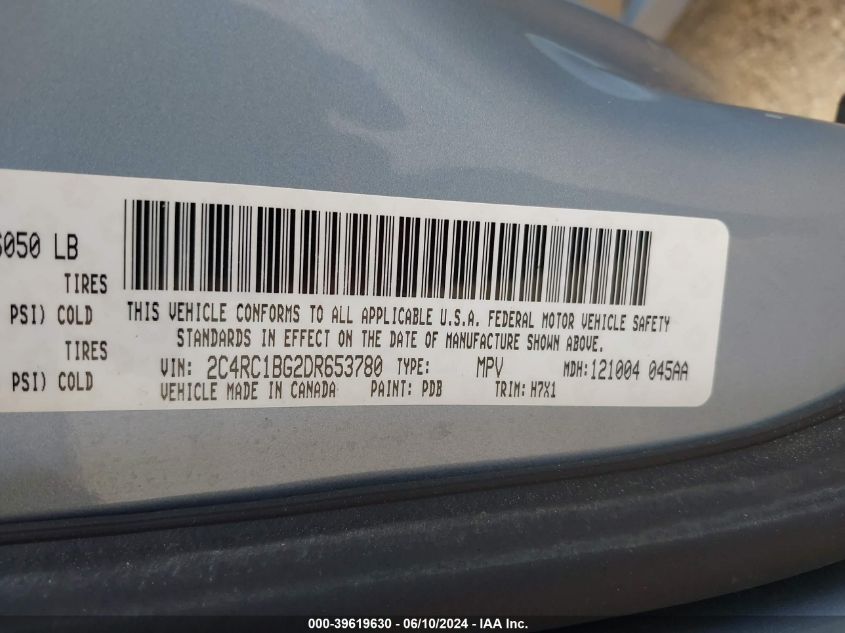 6050 LB
TIRES
PSI) COLD
TIRES
PSI) COLD
THIS VEHICLE CONFORMS TO ALL APPLICABLE U.S.A. FEDERAL MOTOR VEHICLE SAFETY
STANDARDS IN EFFECT ON THE DATE OF MANUFACTURE SHOWN ABOVE.
VIN: 2C4RC1BG2DR653780 TYPE: MPV MDH:121004 045AA
VEHICLE MADE IN CANADA PAINT: PDB TRIM: H7X1
000-39619630 - 06/10/2024 - IAA